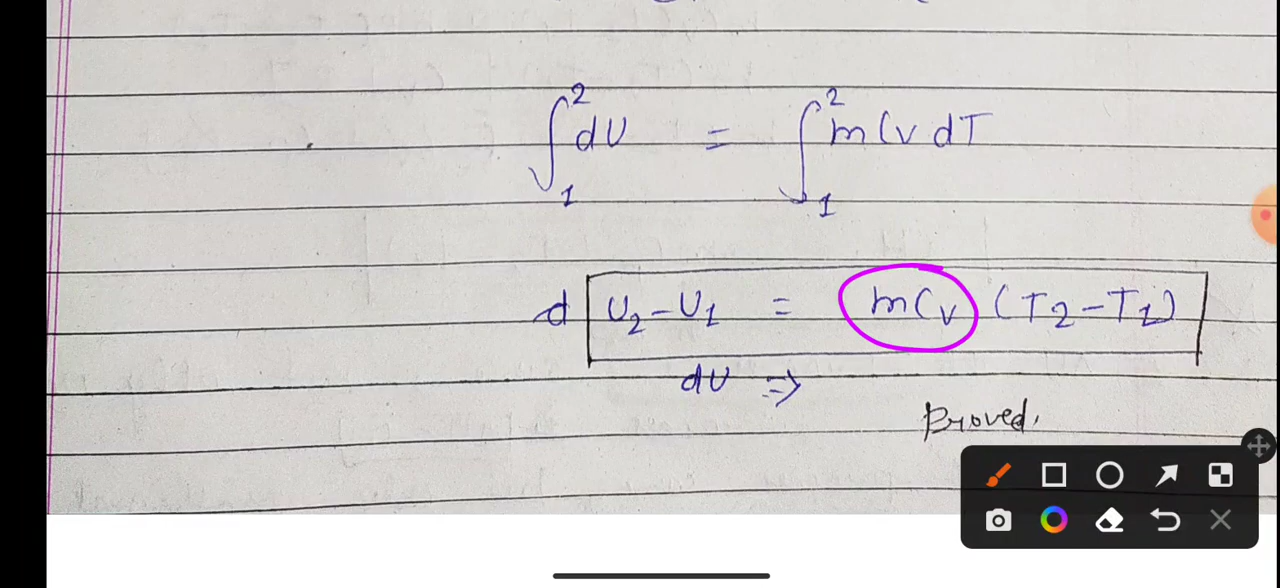 ∫₁² dU = ∫₁² m Cv dT
d U₂ - U₁ = m Cv (T₂ - T₁)
dU ⇒
Proved.